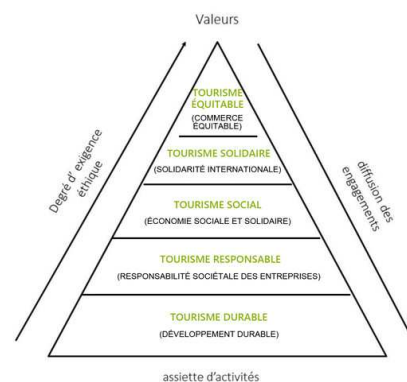 Valeurs
TOURISME
ÉQUITABLE
(COMMERCE
ÉQUITABLE)
TOURISME SOLIDAIRE
(SOLIDARITÉ INTERNATIONALE)
TOURISME SOCIAL
(ÉCONOMIE SOCIALE ET SOLIDAIRE)
TOURISME RESPONSABLE
(RESPONSABILITÉ SOCIÉTALE DES ENTREPRISES)
TOURISME DURABLE
(DÉVELOPPEMENT DURABLE)
Degré d' exigence
éthique
diffusion des
engagements
assiette d'activités